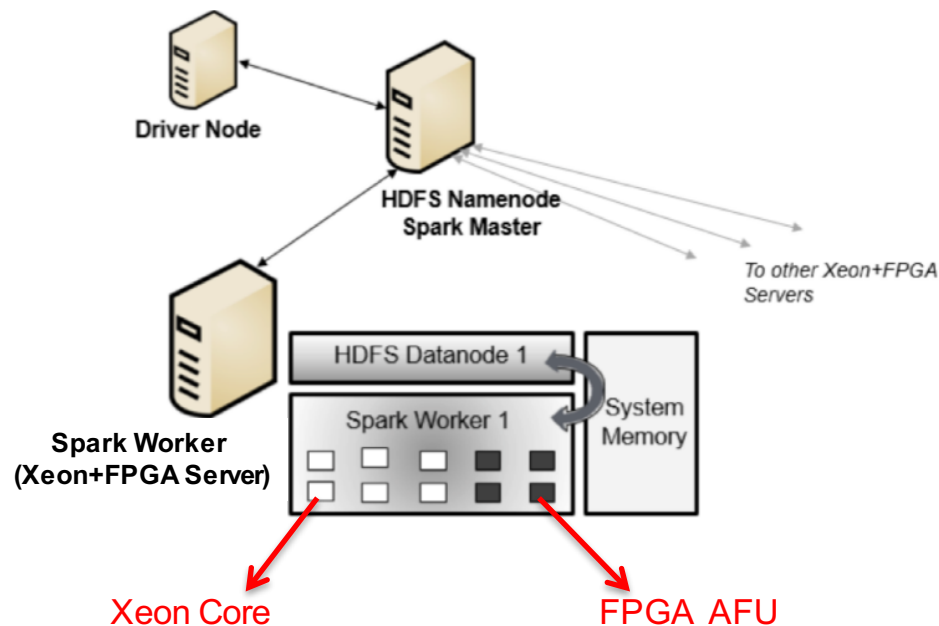 Driver Node
HDFS Namenode
Spark Master
To other Xeon+FPGA
Servers
HDFS Datanode 1
Spark Worker 1
System
Memory
Spark Worker
(Xeon+FPGA Server)
Xeon Core
FPGA AFU